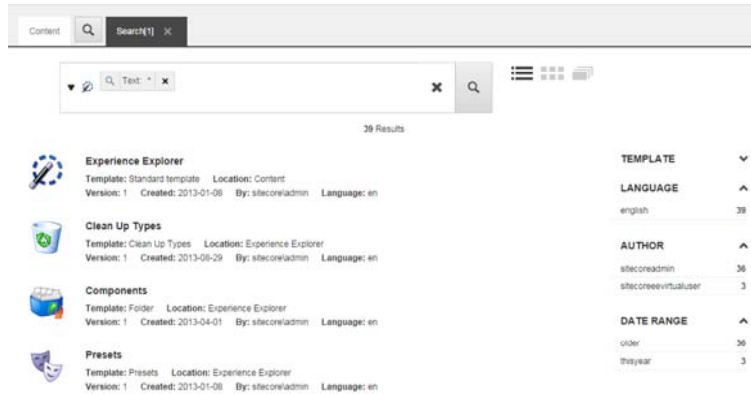 Content
Search[1]
Text: *
39 Results
Experience Explorer
Template: Standard template Location: Content
Version: 1 Created: 2013-01-08 By: sitecore\admin Language: en
Clean Up Types
Template: Clean Up Types Location: Experience Explorer
Version: 1 Created: 2013-08-29 By: sitecore\admin Language: en
Components
Template: Folder Location: Experience Explorer
Version: 1 Created: 2013-04-01 By: sitecore\admin Language: en
Presets
Template: Presets Location: Experience Explorer
Version: 1 Created: 2013-01-08 By: sitecore\admin Language: en
TEMPLATE
LANGUAGE
english 39
AUTHOR
sitecoreadmin 36
sitecoreeevirtualuser 3
DATE RANGE
older 36
thisyear 3